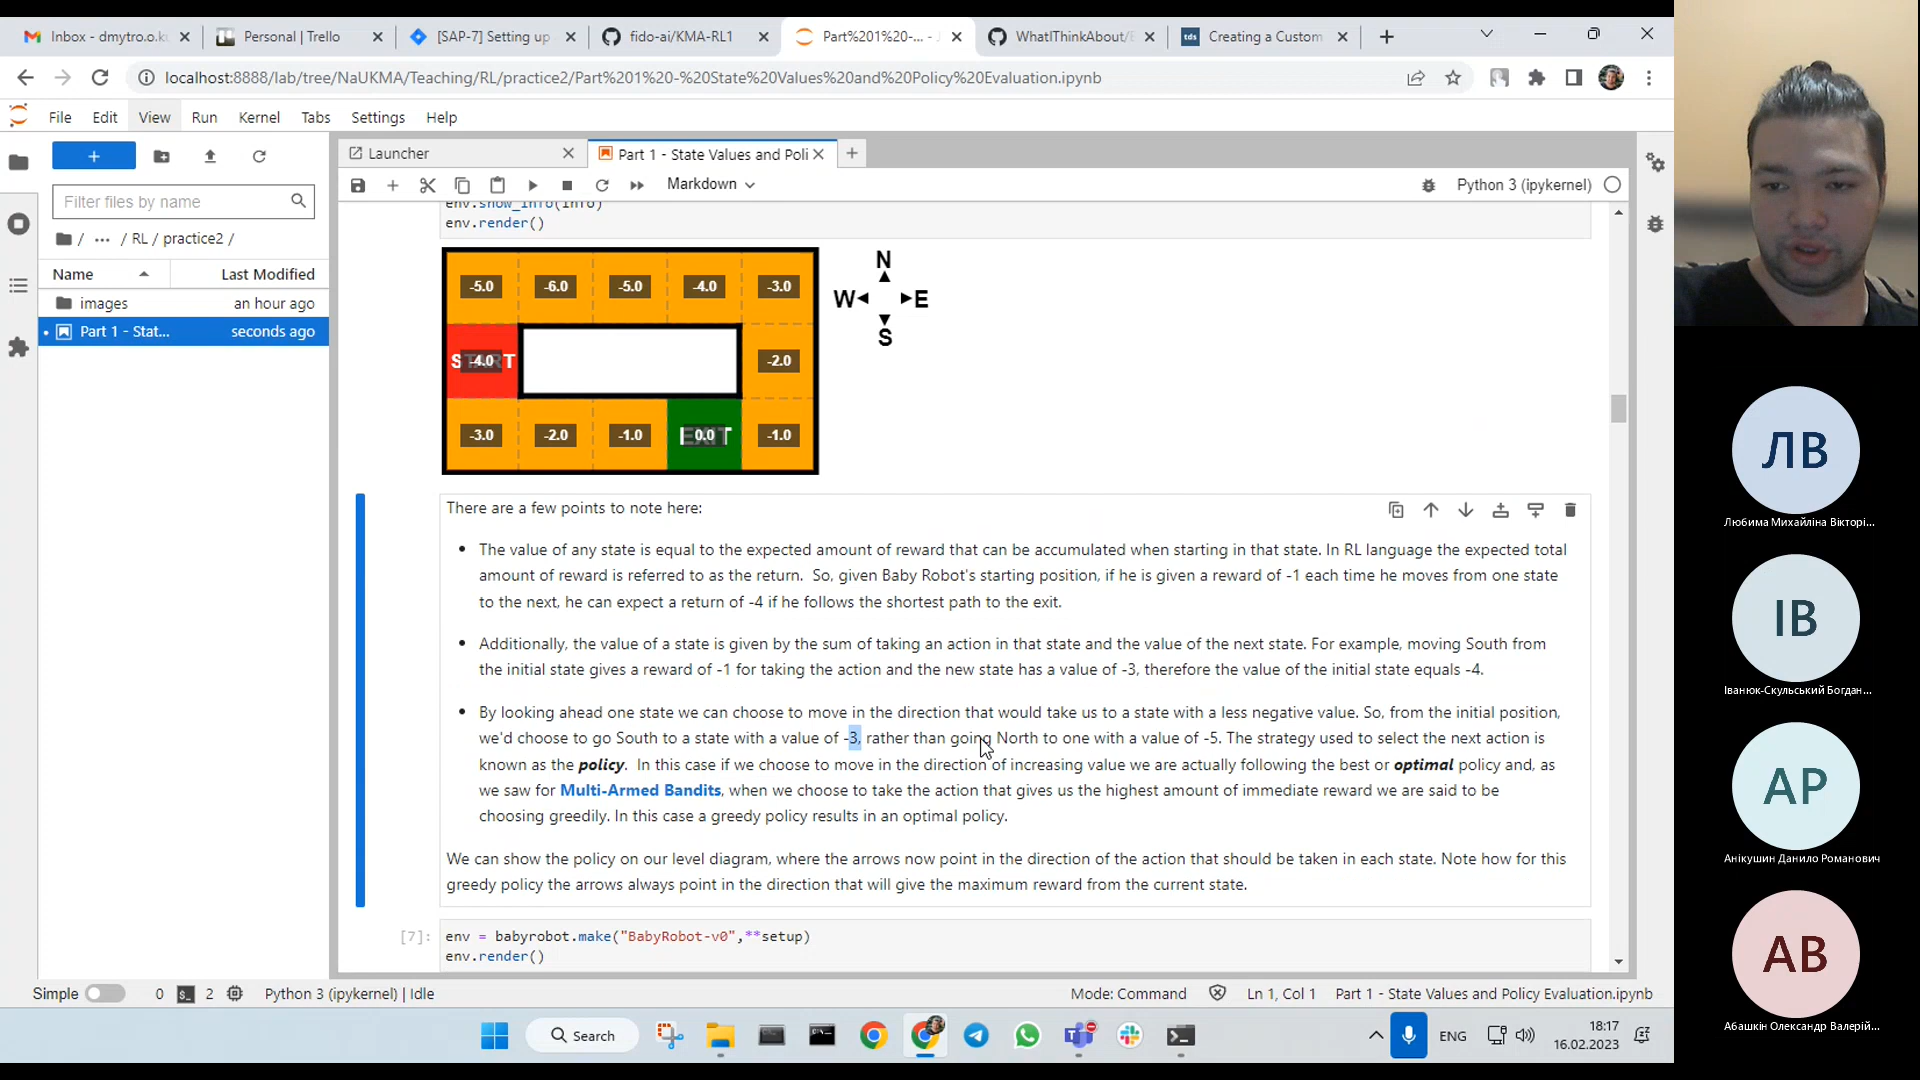 Inbox - dmytro.o.k
Personal | Trello
[SAP-7] Setting up
fido-ai/KMA-RL1
Part%201%20-...
WhatIThinkAbout/
Creating a Custom
localhost:8888/lab/tree/NaUKMA/Teaching/RL/practice2/Part%201%20-%20State%20Values%20and%20Policy%20Evaluation.ipynb
File Edit View Run Kernel Tabs Settings Help
Launcher
Part 1 - State Values and Poli
Filter files by name
/ ... / RL / practice2 /
Name Last Modified
images an hour ago
Part 1 - Stat... seconds ago
Markdown
Python 3 (ipykernel)
env.show_info(info)
env.render()
-5.0 -6.0 -5.0 -4.0 -3.0
START -4.0 -2.0
-3.0 -2.0 -1.0 EXIT 0.0 -1.0
N
W E
S
There are a few points to note here:
• The value of any state is equal to the expected amount of reward that can be accumulated when starting in that state. In RL language the expected total
amount of reward is referred to as the return. So, given Baby Robot's starting position, if he is given a reward of -1 each time he moves from one state
to the next, he can expect a return of -4 if he follows the shortest path to the exit.
• Additionally, the value of a state is given by the sum of taking an action in that state and the value of the next state. For example, moving South from
the initial state gives a reward of -1 for taking the action and the new state has a value of -3, therefore the value of the initial state equals -4.
• By looking ahead one state we can choose to move in the direction that would take us to a state with a less negative value. So, from the initial position,
we'd choose to go South to a state with a value of -3, rather than going North to one with a value of -5. The strategy used to select the next action is
known as the policy. In this case if we choose to move in the direction of increasing value we are actually following the best or optimal policy and, as
we saw for Multi-Armed Bandits, when we choose to take the action that gives us the highest amount of immediate reward we are said to be
choosing greedily. In this case a greedy policy results in an optimal policy.
We can show the policy on our level diagram, where the arrows now point in the direction of the action that should be taken in each state. Note how for this
greedy policy the arrows always point in the direction that will give the maximum reward from the current state.
[7]: env = babyrobot.make("BabyRobot-v0",**setup)
env.render()
Simple 0 2 Python 3 (ipykernel) | Idle
Mode: Command Ln 1, Col 1 Part 1 - State Values and Policy Evaluation.ipynb
Search
ENG
18:17
16.02.2023
ЛВ
Любима Михайліна Вікторі...
ІВ
Іванюк-Скульський Богдан...
АР
Анікушин Данило Романович
АВ
Абашкін Олександр Валерій...